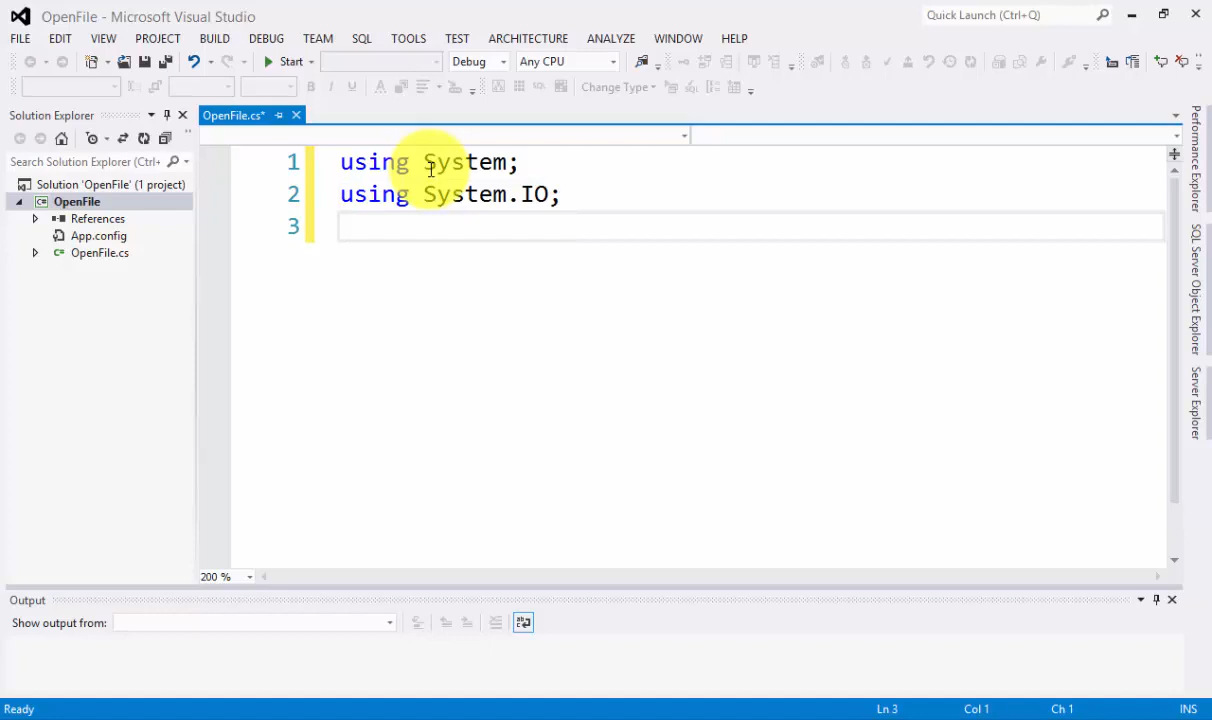 OpenFile - Microsoft Visual Studio
Quick Launch (Ctrl+Q)
FILE EDIT VIEW PROJECT BUILD DEBUG TEAM SQL TOOLS TEST ARCHITECTURE ANALYZE WINDOW HELP
Start Debug Any CPU
Change Type
Solution Explorer
OpenFile.cs*
Search Solution Explorer (Ctrl+
Solution 'OpenFile' (1 project)
OpenFile
References
App.config
OpenFile.cs
1 using System;
2 using System.IO;
3
200 %
Performance Explorer
SQL Server Object Explorer
Server Explorer
Output
Show output from:
Ready Ln 3 Col 1 Ch 1 INS